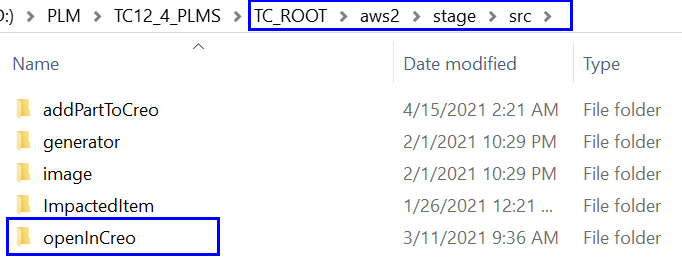 D:) > PLM > TC12_4_PLMS > TC_ROOT > aws2 > stage > src >
Name Date modified Type
addPartToCreo 4/15/2021 2:21 AM File folder
generator 2/1/2021 10:29 PM File folder
image 2/1/2021 10:29 PM File folder
ImpactedItem 1/26/2021 12:21 ... File folder
openInCreo 3/11/2021 9:36 AM File folder